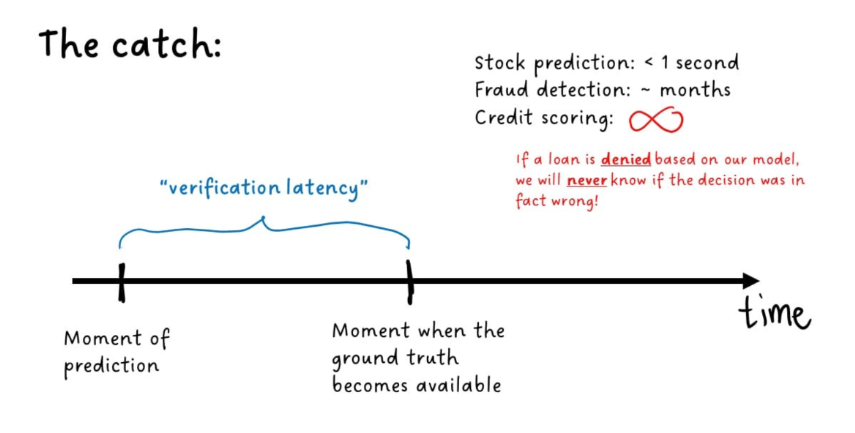 The catch:
Stock prediction: < 1 second
Fraud detection: ~ months
Credit scoring: ∞
If a loan is denied based on our model,
we will never know if the decision was in
fact wrong!
"verification latency"
time
Moment of
prediction
Moment when the
ground truth
becomes available